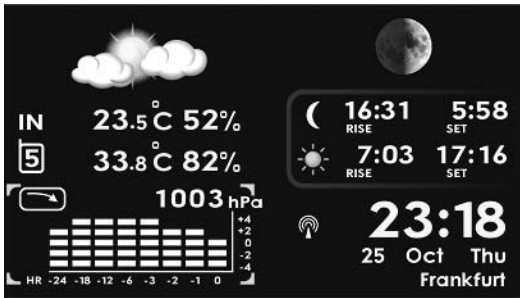 IN 23.5°C 52%
5 33.8°C 82%
1003 hPa
+4
+2
0
-2
-4
HR -24 -18 -12 -6 -3 -2 -1 0
16:31 5:58
RISE SET
7:03 17:16
RISE SET
23:18
25 Oct Thu
Frankfurt